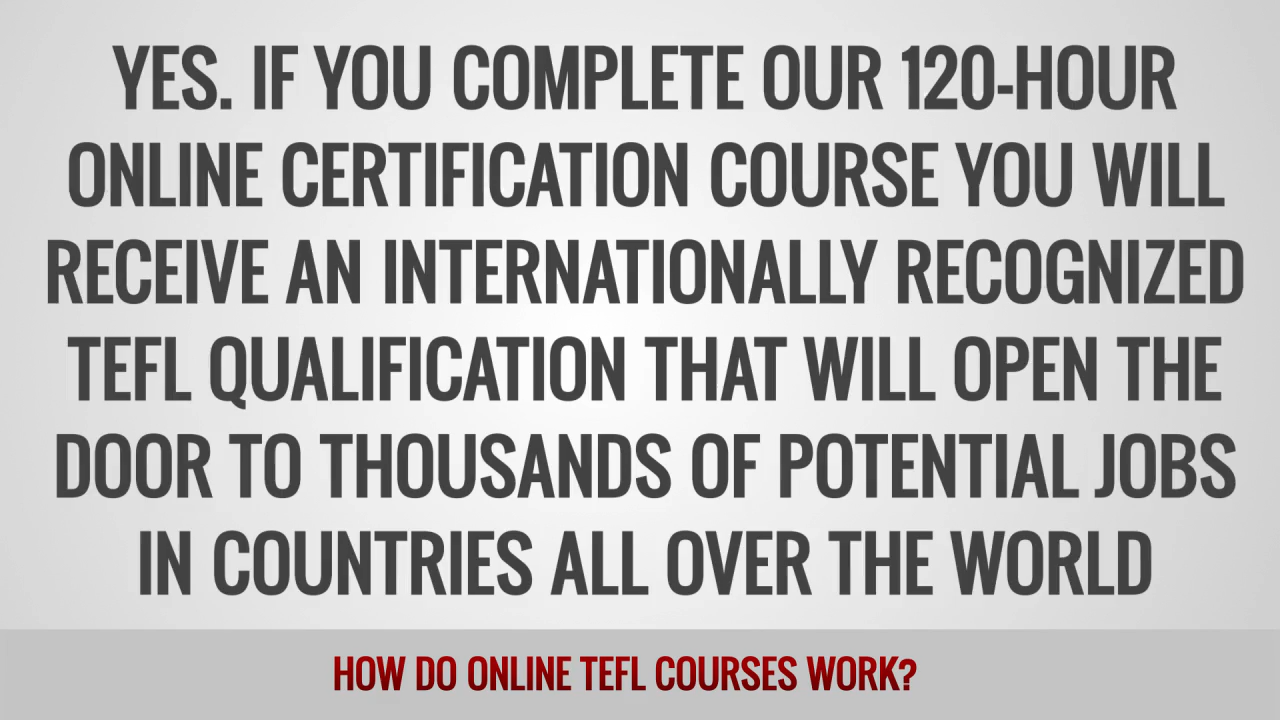 YES. IF YOU COMPLETE OUR 120-HOUR
ONLINE CERTIFICATION COURSE YOU WILL
RECEIVE AN INTERNATIONALLY RECOGNIZED
TEFL QUALIFICATION THAT WILL OPEN THE
DOOR TO THOUSANDS OF POTENTIAL JOBS
IN COUNTRIES ALL OVER THE WORLD
HOW DO ONLINE TEFL COURSES WORK?